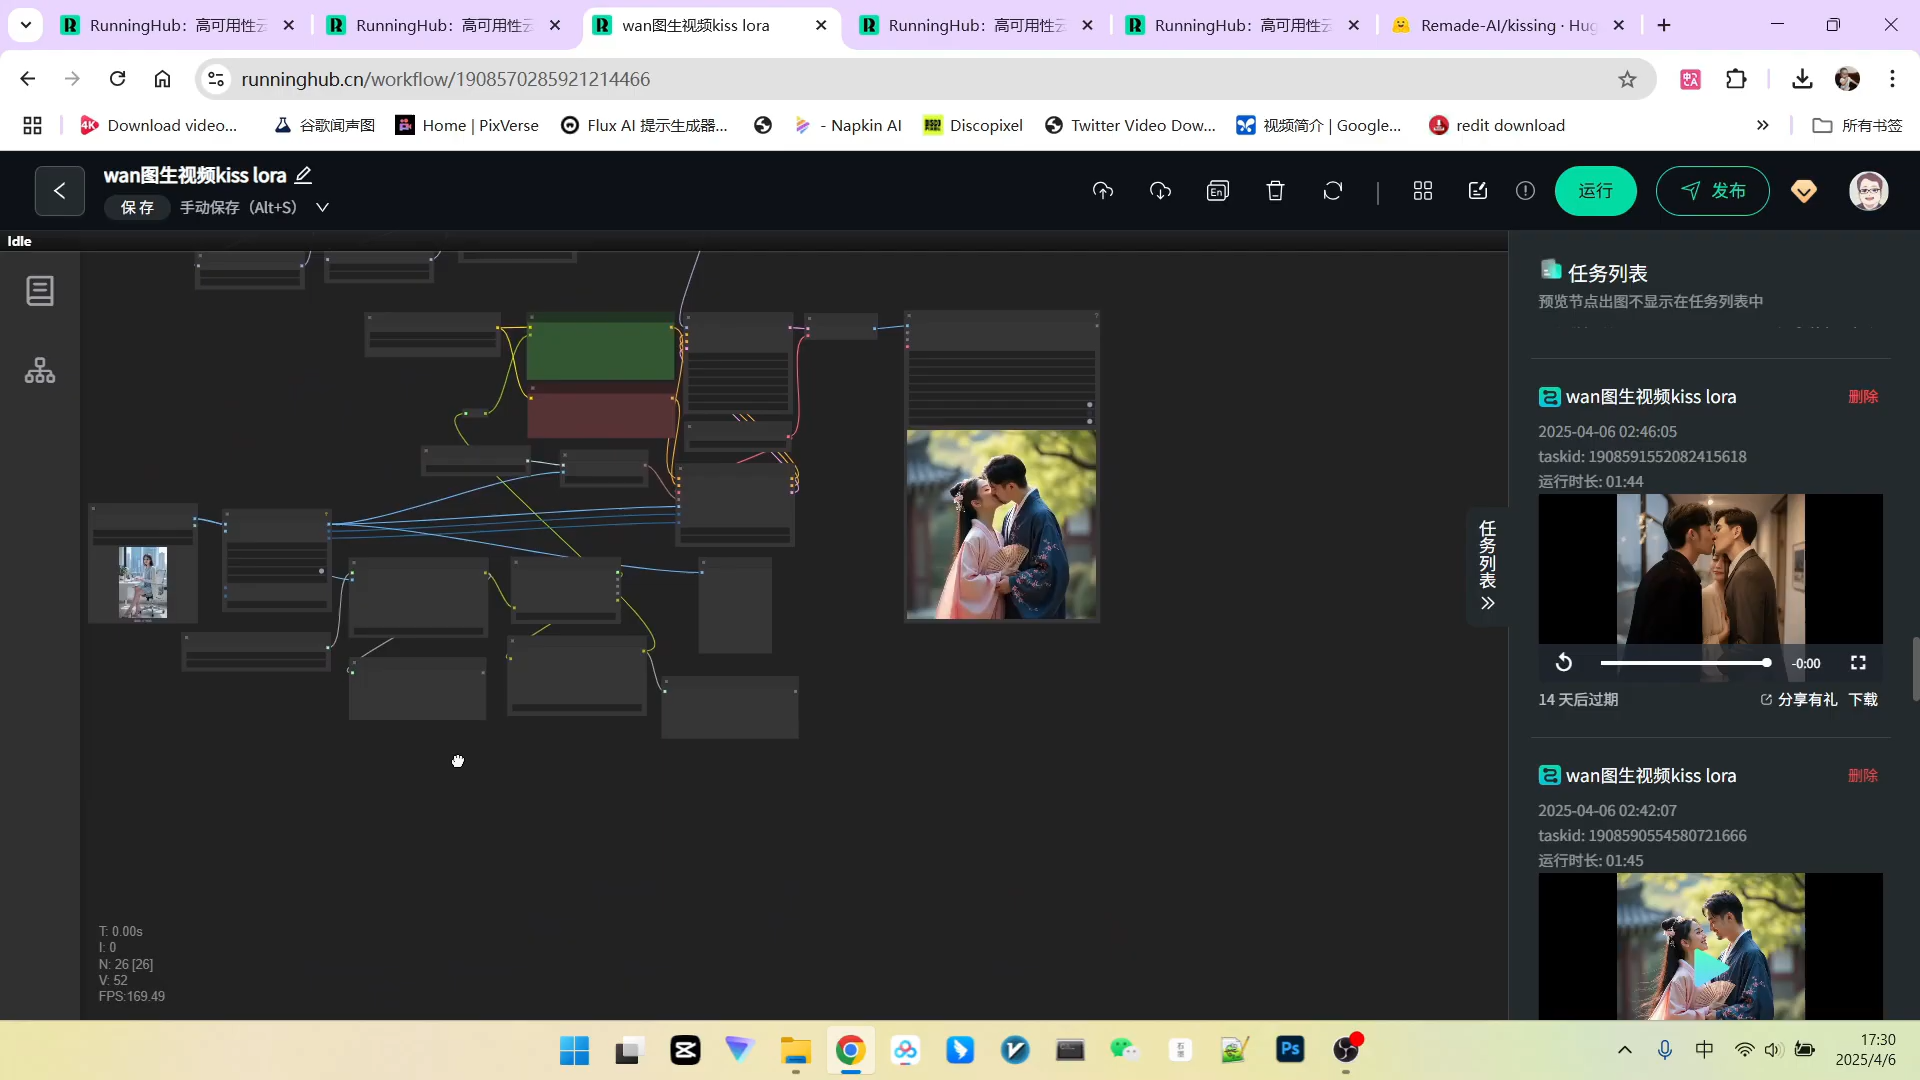 RunningHub：高可用性云
RunningHub：高可用性云
wan图生视频kiss lora
RunningHub：高可用性云
RunningHub：高可用性云
Remade-AI/kissing · Hug
runninghub.cn/workflow/1908570285921214466
Download video...
谷歌闻声图
Home | PixVerse
Flux AI 提示生成器...
- Napkin AI
Discopixel
Twitter Video Dow...
视频简介 | Google...
redit download
所有书签
wan图生视频kiss lora
保存
手动保存（Alt+S）
En
运行
发布
Idle
任务列表
预览节点出图不显示在任务列表中
wan图生视频kiss lora
删除
2025-04-06 02:46:05
taskid: 1908591552082415618
运行时长: 01:44
-0:00
14 天后过期
分享有礼
下载
任务列表
wan图生视频kiss lora
删除
2025-04-06 02:42:07
taskid: 1908590554580721666
运行时长: 01:45
T: 0.00s
I: 0
N: 26 [26]
V: 52
FPS:169.49
Ps
中
17:30
2025/4/6